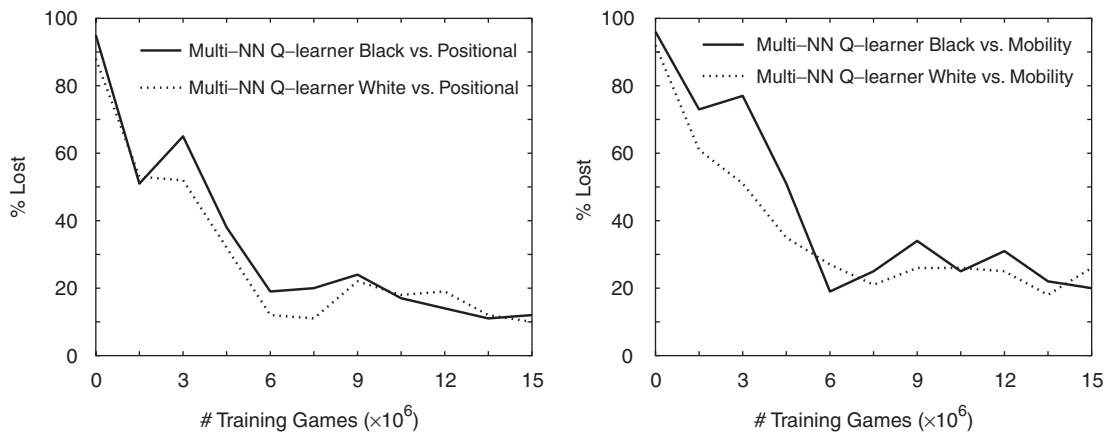 100
80
60
40
20
0
% Lost
Multi–NN Q–learner Black vs. Positional
Multi–NN Q–learner White vs. Positional
0 3 6 9 12 15
# Training Games (×10⁶)
100
80
60
40
20
0
% Lost
Multi–NN Q–learner Black vs. Mobility
Multi–NN Q–learner White vs. Mobility
0 3 6 9 12 15
# Training Games (×10⁶)